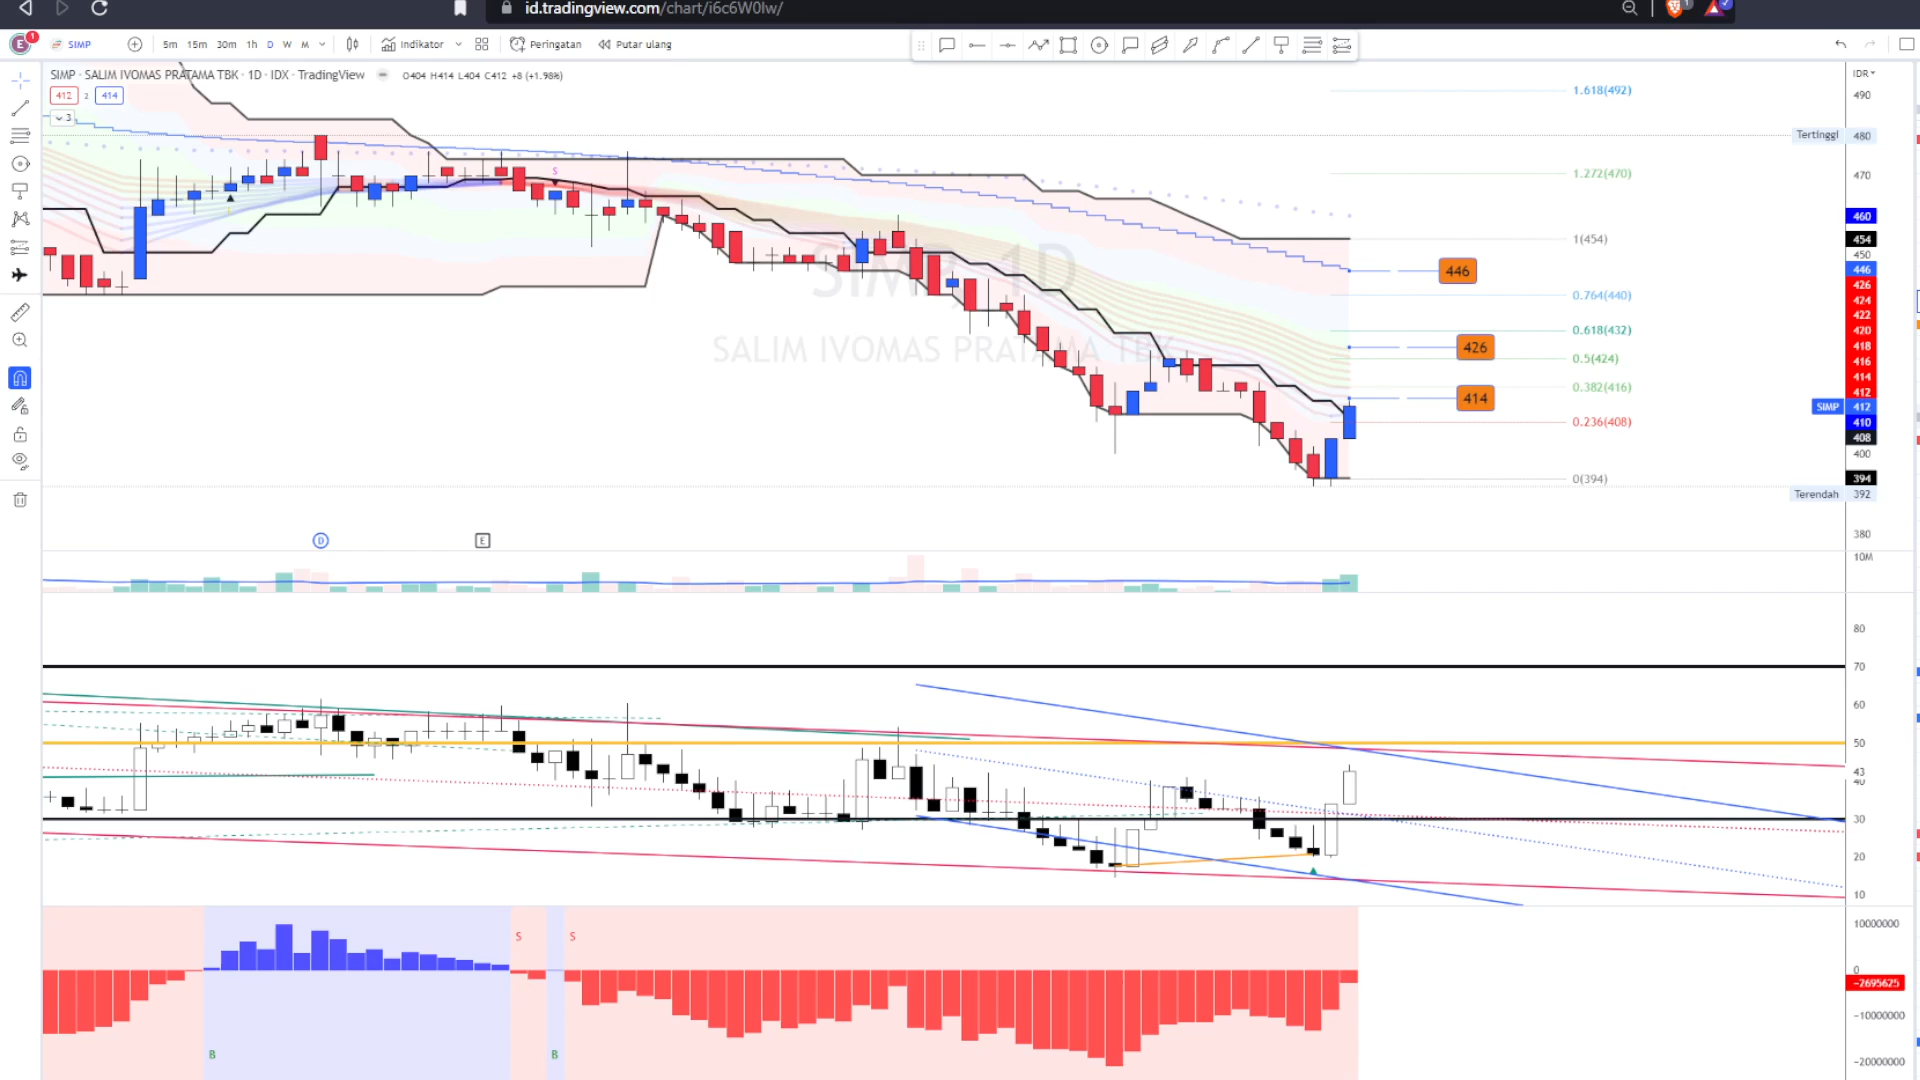 id.tradingview.com/chart/i6c6W0lw/
E 1 SIMP 5m 15m 30m 1h D W M Indikator Peringatan Putar ulang
SIMP · SALIM IVOMAS PRATAMA TBK · 1D · IDX · TradingView O404 H414 L404 C412 +8 (+1.98%)
412 2 414
3
SIMP 1D
SALIM IVOMAS PRATAMA TBK
1.618(492)
1.272(470)
1(454)
0.764(440)
0.618(432)
0.5(424)
0.382(416)
0.236(408)
0(394)
446
426
414
S
D
E
IDR
490
Tertinggi 480
470
460
454
450
446
426
424
422
420
418
416
414
412
SIMP 412
410
408
400
394
Terendah 392
380
10M
80
70
60
50
43
40
30
20
10
S S
B B
10000000
0
-2695625
-10000000
-20000000